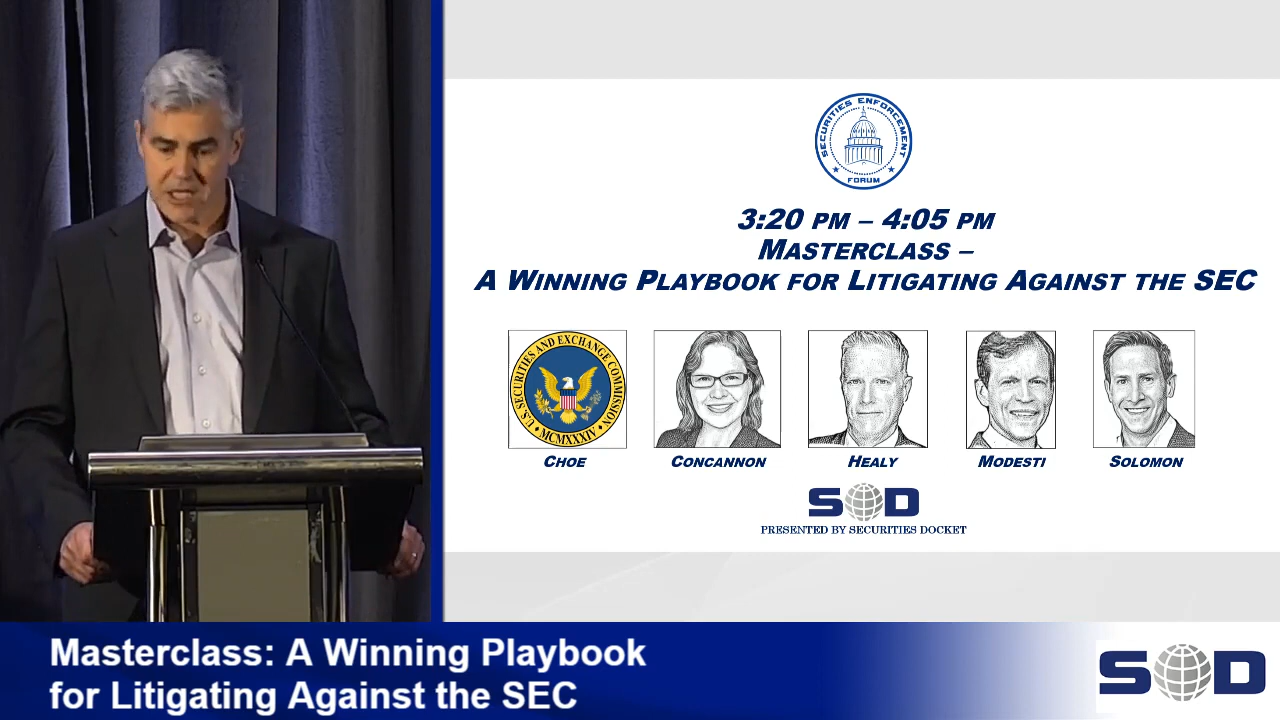 SECURITIES ENFORCEMENT
FORUM
3:20 PM – 4:05 PM
MASTERCLASS –
A WINNING PLAYBOOK FOR LITIGATING AGAINST THE SEC
U.S. SECURITIES AND EXCHANGE COMMISSION
MCMXXXIV
CHOE
CONCANNON
HEALY
MODESTI
SOLOMON
SD
PRESENTED BY SECURITIES DOCKET
Masterclass: A Winning Playbook
for Litigating Against the SEC
SD